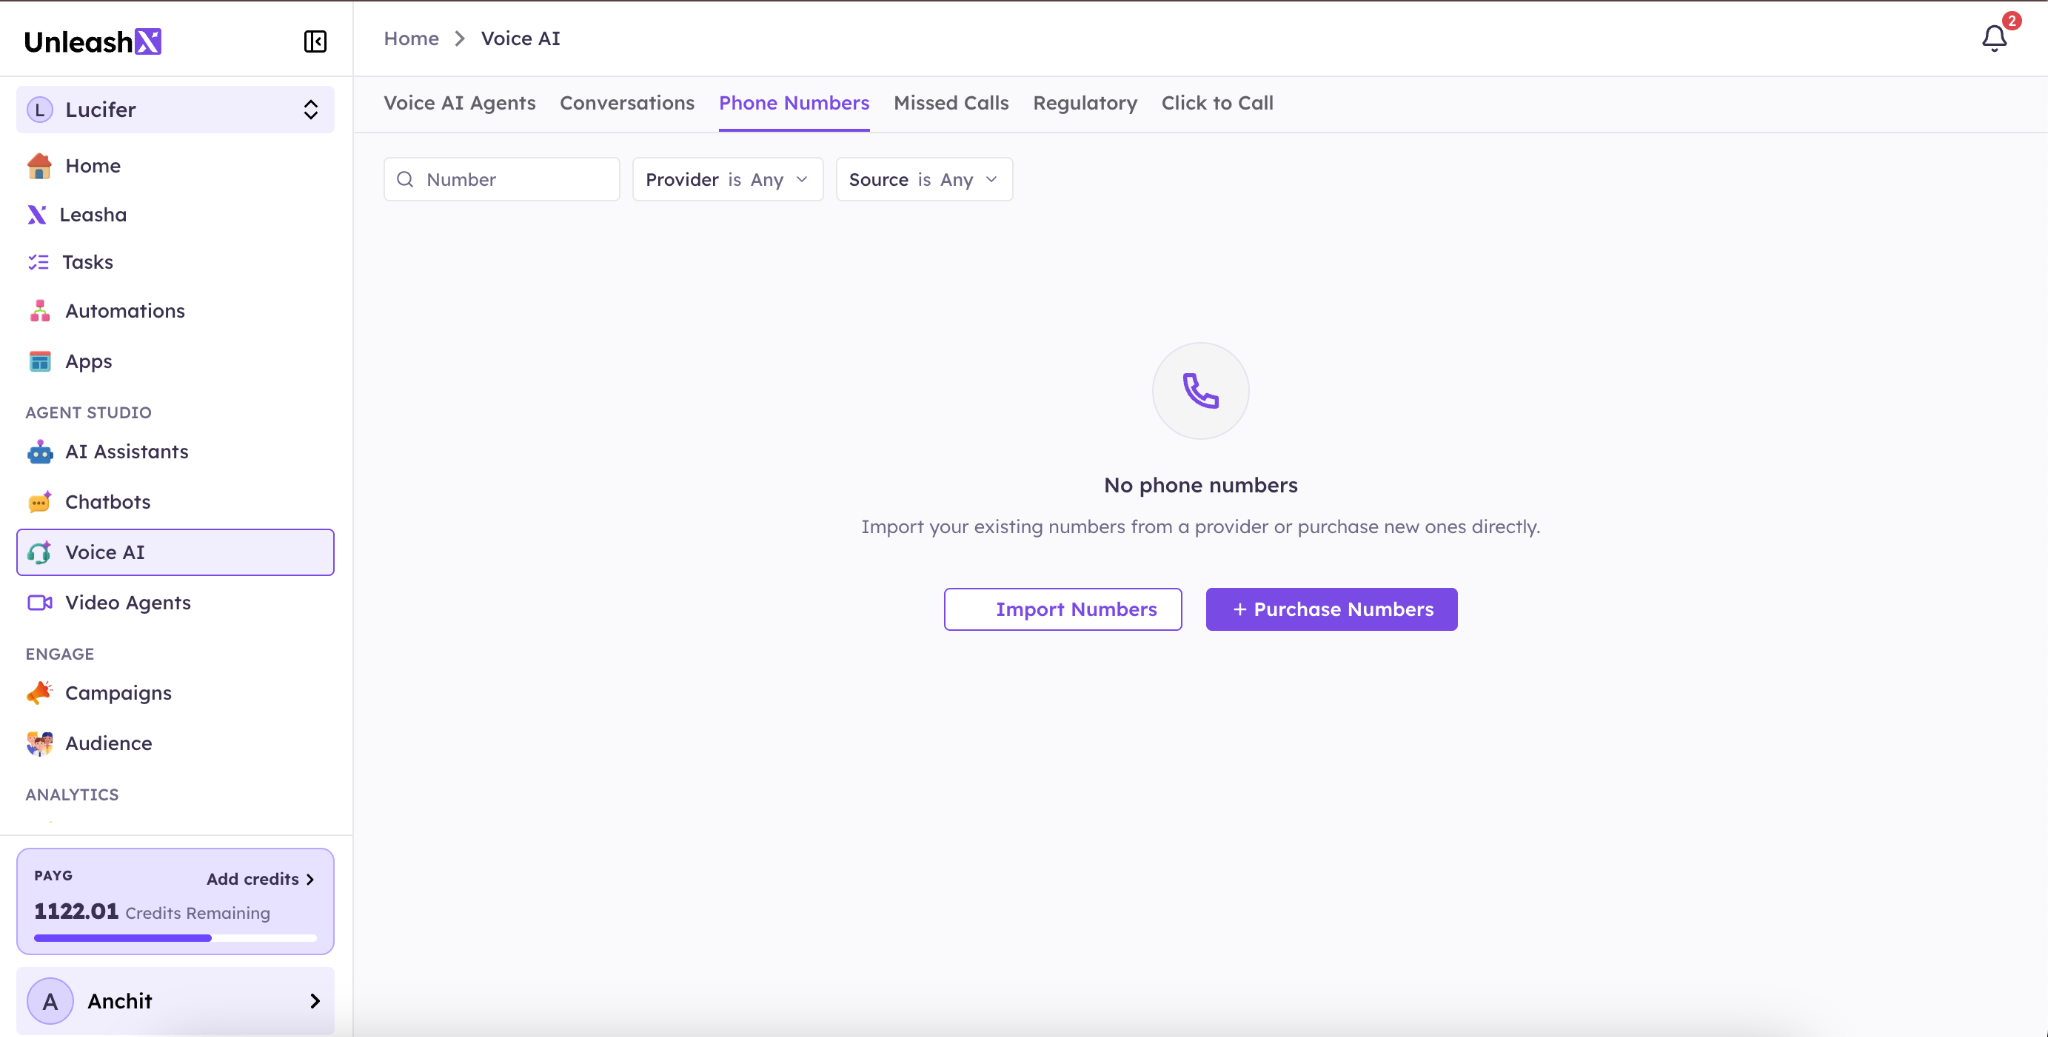 UnleashX
Home > Voice AI
2
L Lucifer
Voice AI Agents Conversations Phone Numbers Missed Calls Regulatory Click to Call
Number
Provider is Any
Source is Any
Home
Leasha
Tasks
Automations
Apps
AGENT STUDIO
AI Assistants
Chatbots
Voice AI
Video Agents
ENGAGE
Campaigns
Audience
ANALYTICS
No phone numbers
Import your existing numbers from a provider or purchase new ones directly.
Import Numbers
+ Purchase Numbers
PAYG
Add credits >
1122.01 Credits Remaining
A Anchit